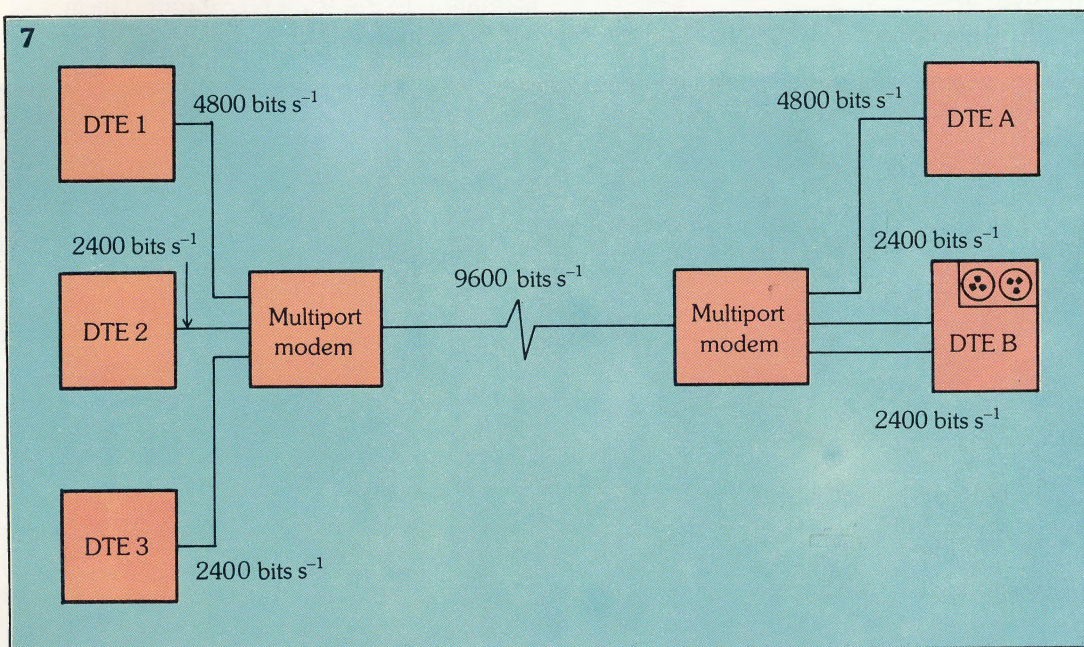 7
DTE 1
4800 bits s⁻¹
4800 bits s⁻¹
DTE A
2400 bits s⁻¹
2400 bits s⁻¹
DTE 2
Multiport
modem
9600 bits s⁻¹
Multiport
modem
DTE B
2400 bits s⁻¹
DTE 3
2400 bits s⁻¹